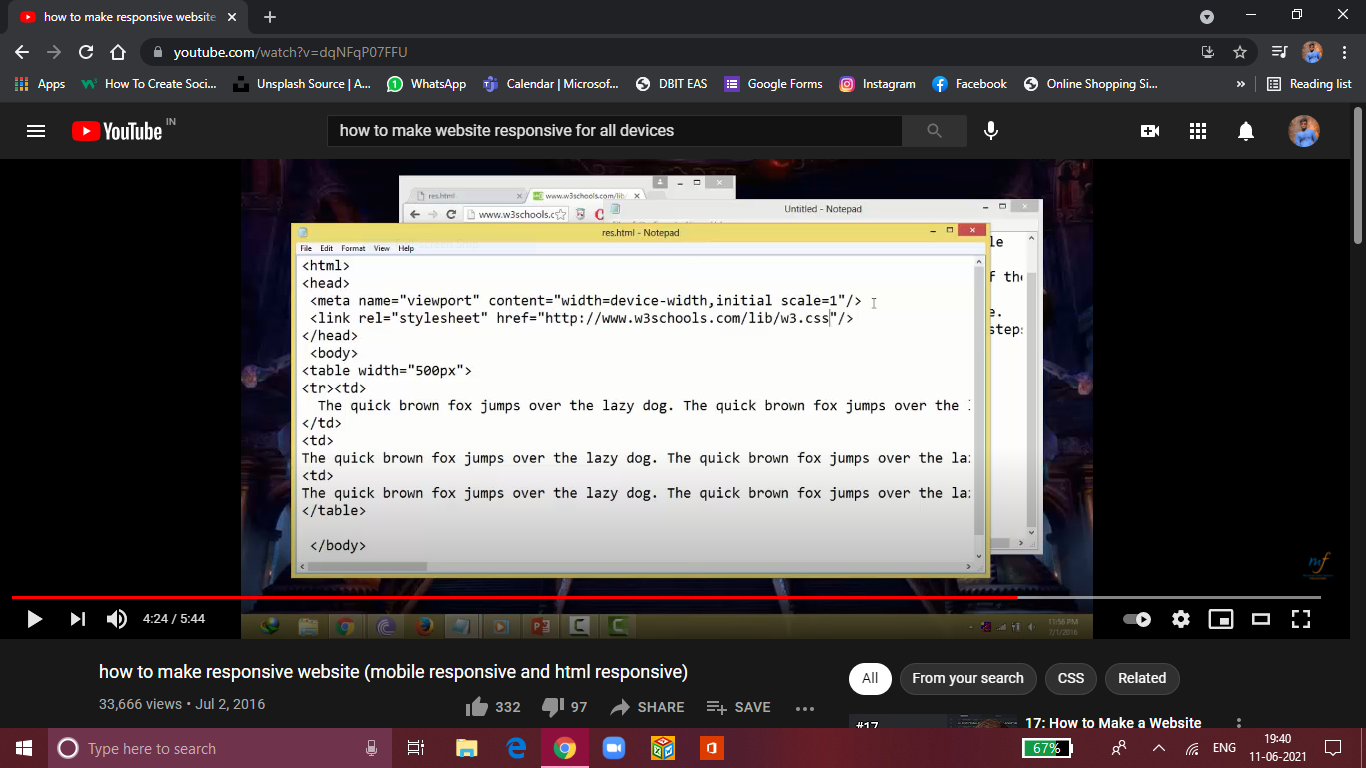 how to make responsive website
youtube.com/watch?v=dqNFqP07FFU
Apps
How To Create Soci...
Unsplash Source | A...
WhatsApp
Calendar | Microsof...
DBIT EAS
Google Forms
Instagram
Facebook
Online Shopping Si...
»
Reading list
YouTube IN
how to make website responsive for all devices
res.html
www.w3schools.com/lib
www.w3schools.c
Untitled - Notepad
res.html - Notepad
File Edit Format View Help
<html>
<head>
<meta name="viewport" content="width=device-width,initial scale=1"/>
<link rel="stylesheet" href="http://www.w3schools.com/lib/w3.css"/>
</head>
<body>
<table width="500px">
<tr><td>
The quick brown fox jumps over the lazy dog. The quick brown fox jumps over the
</td>
<td>
The quick brown fox jumps over the lazy dog. The quick brown fox jumps over the la
<td>
The quick brown fox jumps over the lazy dog. The quick brown fox jumps over the la
</table>
</body>
le
f the
e.
steps
mf
11:56 PM
7/1/2016
4:24 / 5:44
how to make responsive website (mobile responsive and html responsive)
33,666 views • Jul 2, 2016
332
97
SHARE
SAVE
All
From your search
CSS
Related
#17
17: How to Make a Website
Type here to search
67%
ENG
19:40
11-06-2021